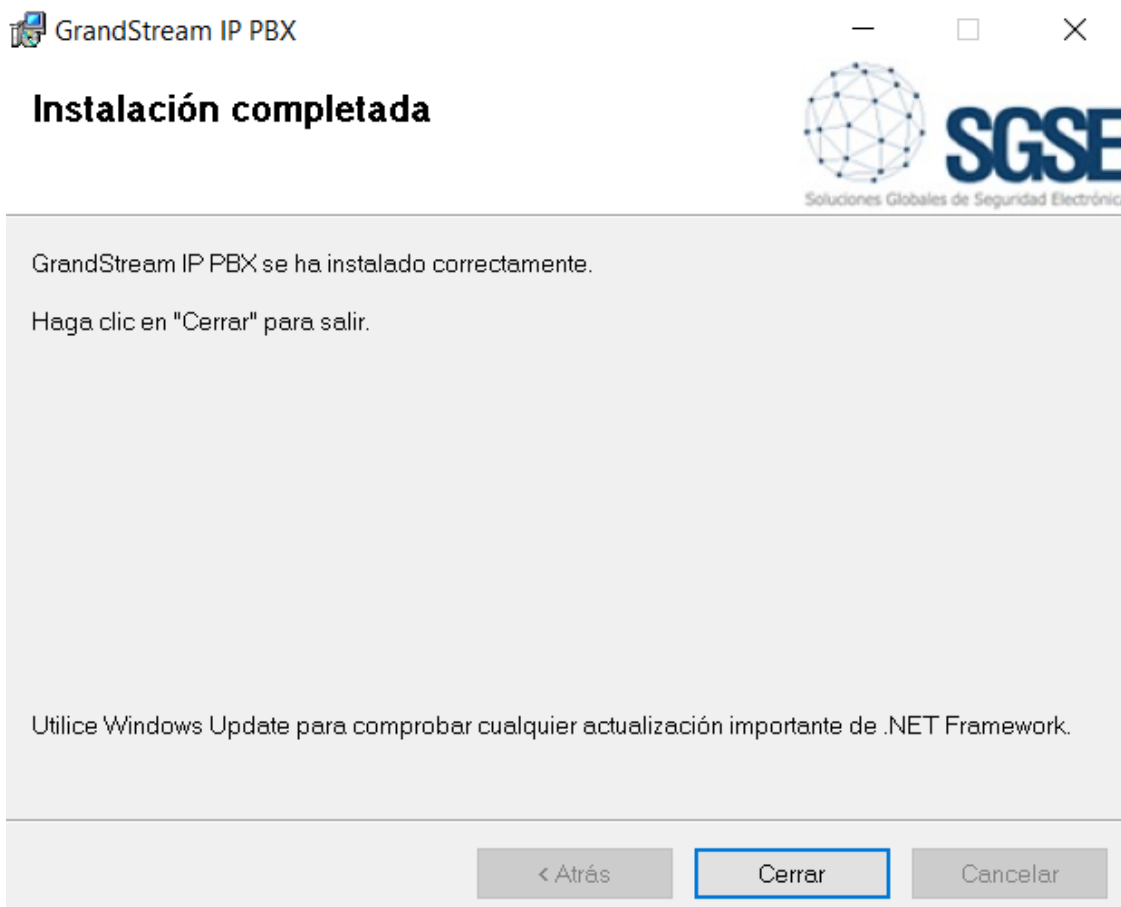 GrandStream IP PBX
Instalación completada
SGSE
Soluciones Globales de Seguridad Electrónic
GrandStream IP PBX se ha instalado correctamente.
Haga clic en "Cerrar" para salir.
Utilice Windows Update para comprobar cualquier actualización importante de .NET Framework.
< Atrás
Cerrar
Cancelar